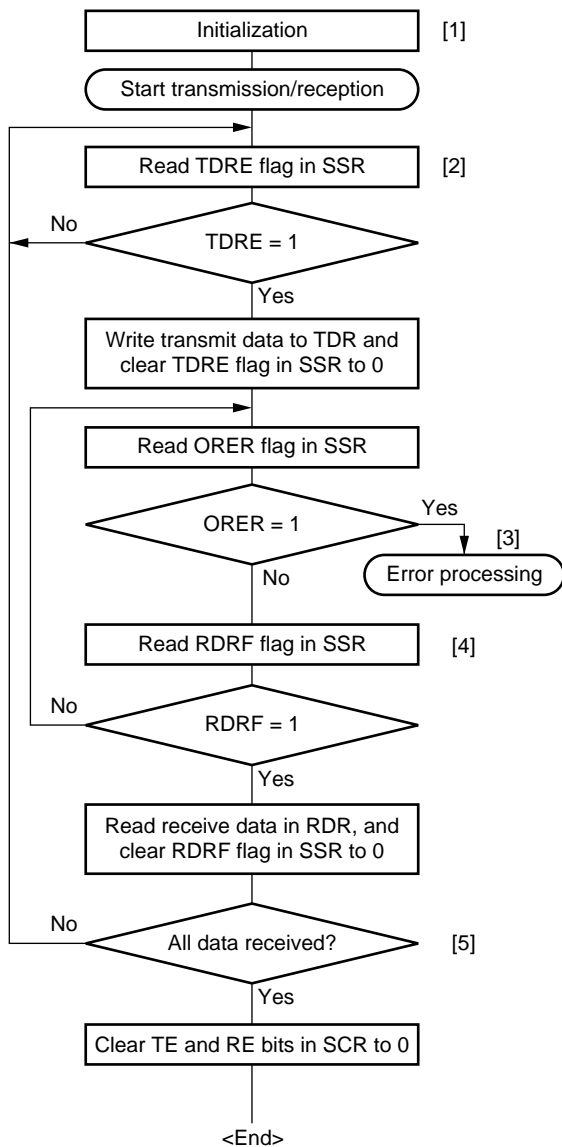 Initialization
[1]
Start transmission/reception
Read TDRE flag in SSR
[2]
No
TDRE = 1
Yes
Write transmit data to TDR and
clear TDRE flag in SSR to 0
Read ORER flag in SSR
Yes
ORER = 1
[3]
No
Error processing
Read RDRF flag in SSR
[4]
No
RDRF = 1
Yes
Read receive data in RDR, and
clear RDRF flag in SSR to 0
No
All data received?
[5]
Yes
Clear TE and RE bits in SCR to 0
<End>